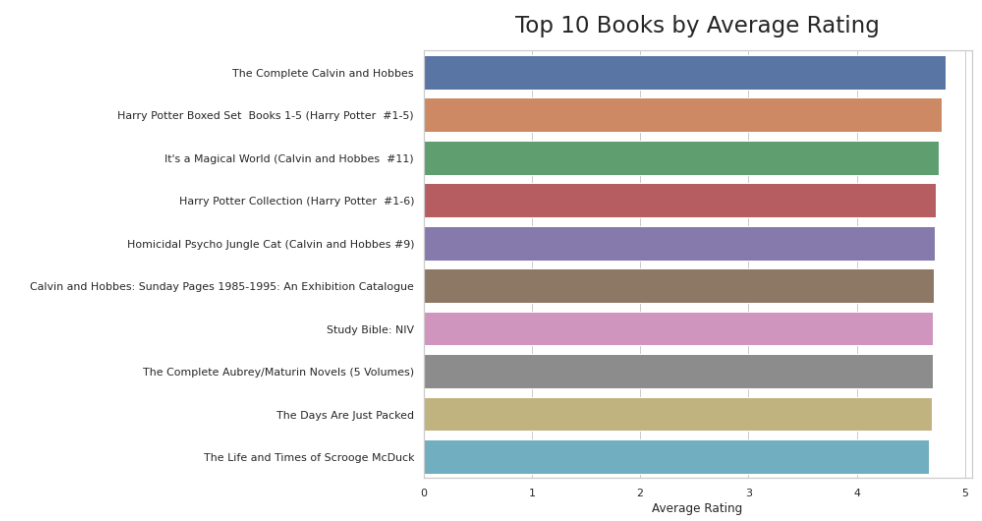 Top 10 Books by Average Rating
The Complete Calvin and Hobbes
Harry Potter Boxed Set  Books 1-5 (Harry Potter  #1-5)
It's a Magical World (Calvin and Hobbes  #11)
Harry Potter Collection (Harry Potter  #1-6)
Homicidal Psycho Jungle Cat (Calvin and Hobbes #9)
Calvin and Hobbes: Sunday Pages 1985-1995: An Exhibition Catalogue
Study Bible: NIV
The Complete Aubrey/Maturin Novels (5 Volumes)
The Days Are Just Packed
The Life and Times of Scrooge McDuck
0 1 2 3 4 5
Average Rating